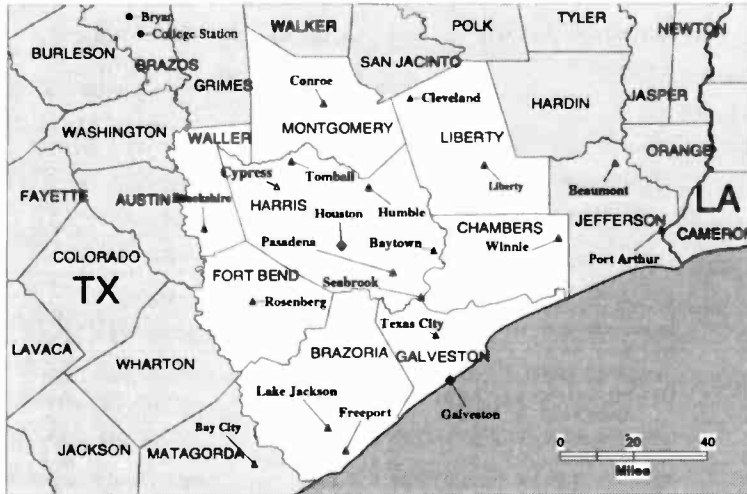 Bryan
College Station
WALKER
POLK
TYLER
NEWTON
BURLESON
BRAZOS
GRIMES
SAN JACINTO
Conroe
Cleveland
HARDIN
JASPER
WASHINGTON
MONTGOMERY
LIBERTY
WALLER
ORANGE
Cypress
Tomball
Liberty
Beaumont
FAYETTE
AUSTIN
HARRIS
Humble
LA
Houston
CHAMBERS
JEFFERSON
CAMERON
COLORADO
Pasadena
Baytown
Winnie
Port Arthur
TX
FORT BEND
Seabrook
Rosenberg
Texas City
LAVACA
WHARTON
BRAZORIA
GALVESTON
Lake Jackson
Freeport
Galveston
Bay City
JACKSON
MATAGORDA
0 20 40
Miles